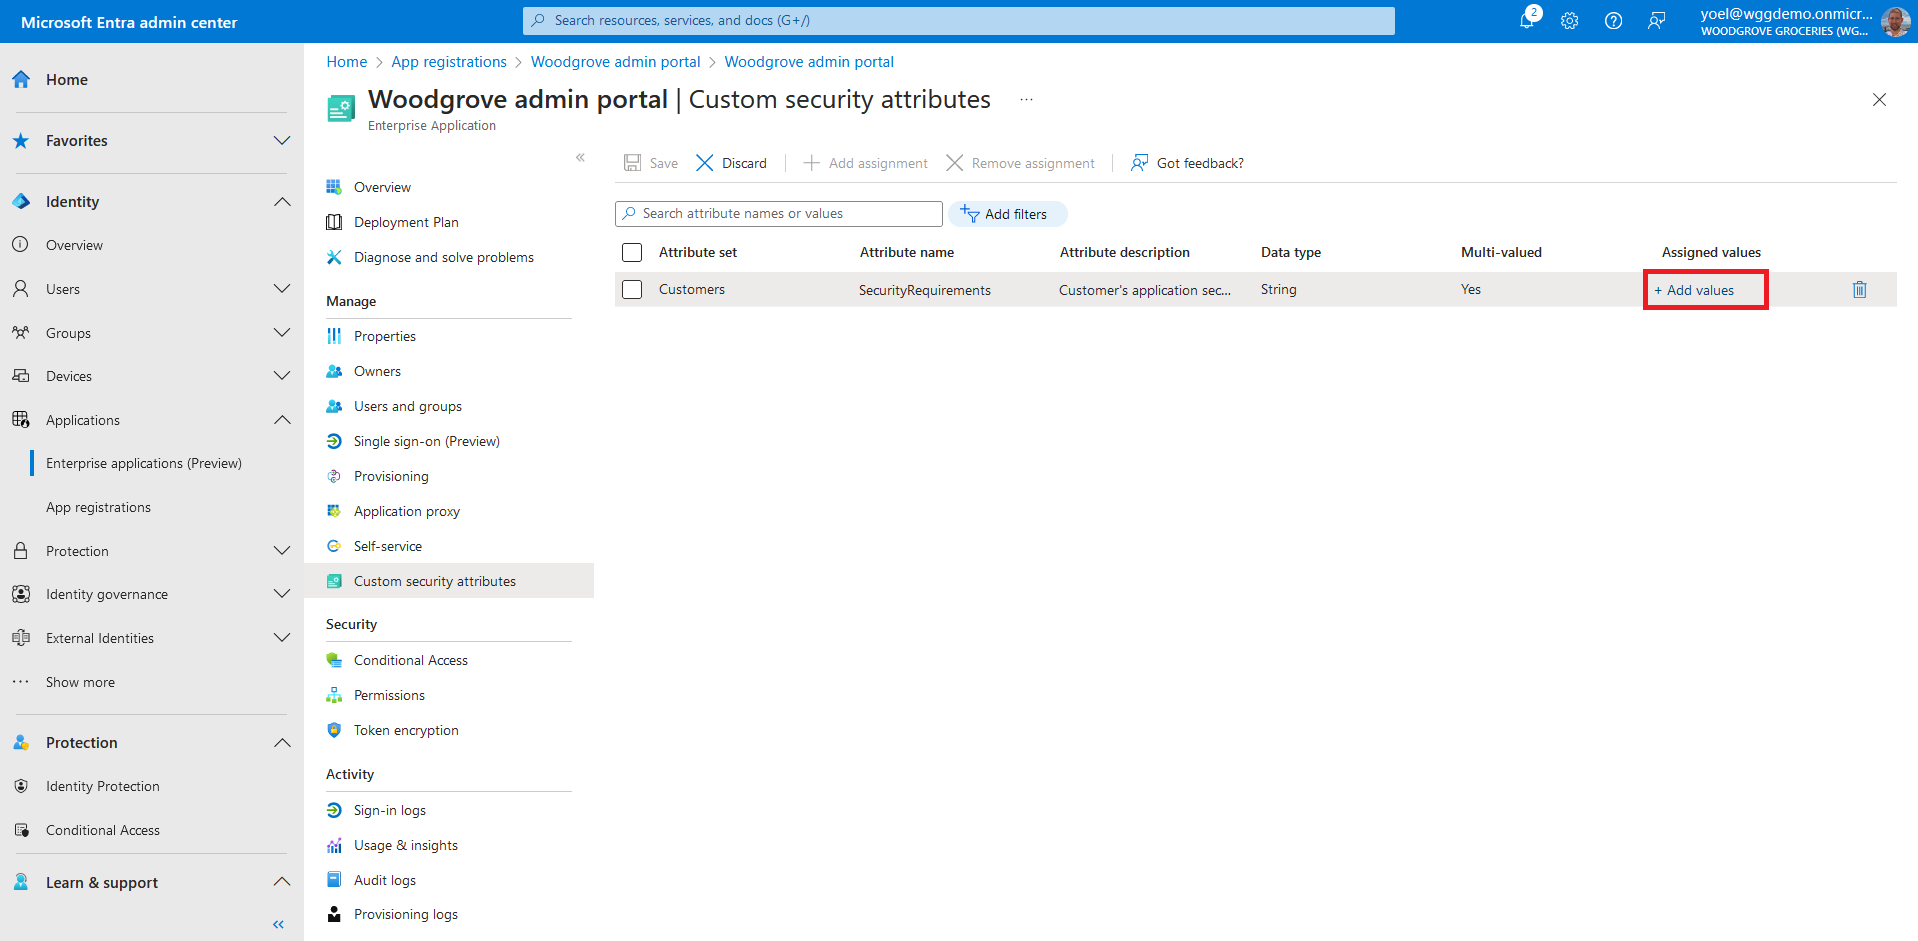 Microsoft Entra admin center
Search resources, services, and docs (G+/)
2
yoel@wggdemo.onmicr...
WOODGROVE GROCERIES (WG...
Home
Favorites
Identity
Overview
Users
Groups
Devices
Applications
Enterprise applications (Preview)
App registrations
Protection
Identity governance
External Identities
Show more
Protection
Identity Protection
Conditional Access
Learn & support
Home > App registrations > Woodgrove admin portal > Woodgrove admin portal
Woodgrove admin portal | Custom security attributes ...
Enterprise Application
Overview
Deployment Plan
Diagnose and solve problems
Manage
Properties
Owners
Users and groups
Single sign-on (Preview)
Provisioning
Application proxy
Self-service
Custom security attributes
Security
Conditional Access
Permissions
Token encryption
Activity
Sign-in logs
Usage & insights
Audit logs
Provisioning logs
Save Discard Add assignment Remove assignment Got feedback?
Search attribute names or values Add filters
Attribute set Attribute name Attribute description Data type Multi-valued Assigned values
Customers SecurityRequirements Customer's application sec... String Yes + Add values